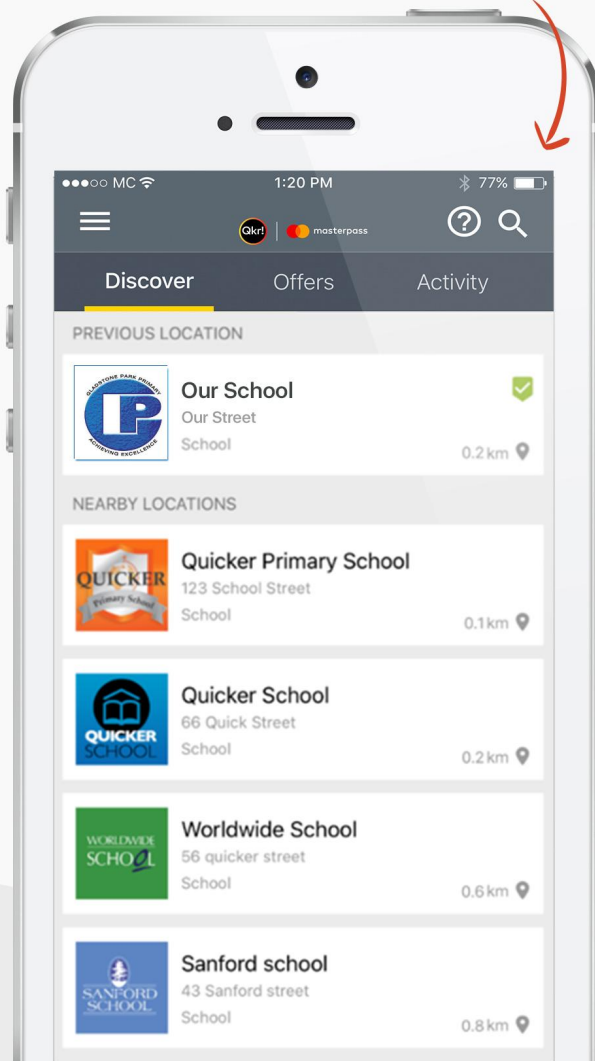 ●●●○○ MC 1:20 PM 77%
Qkr! | masterpass
Discover Offers Activity
PREVIOUS LOCATION
GLADSTONE PARK PRIMARY
ACHIEVING EXCELLENCE
Our School
Our Street
School
0.2 km
NEARBY LOCATIONS
QUICKER
Primary School
Quicker Primary School
123 School Street
School
0.1 km
QUICKER
SCHOOL
Quicker School
66 Quick Street
School
0.2 km
WORLDWIDE
SCHOOL
Worldwide School
56 quicker street
School
0.6 km
SANFORD
SCHOOL
Sanford school
43 Sanford street
School
0.8 km